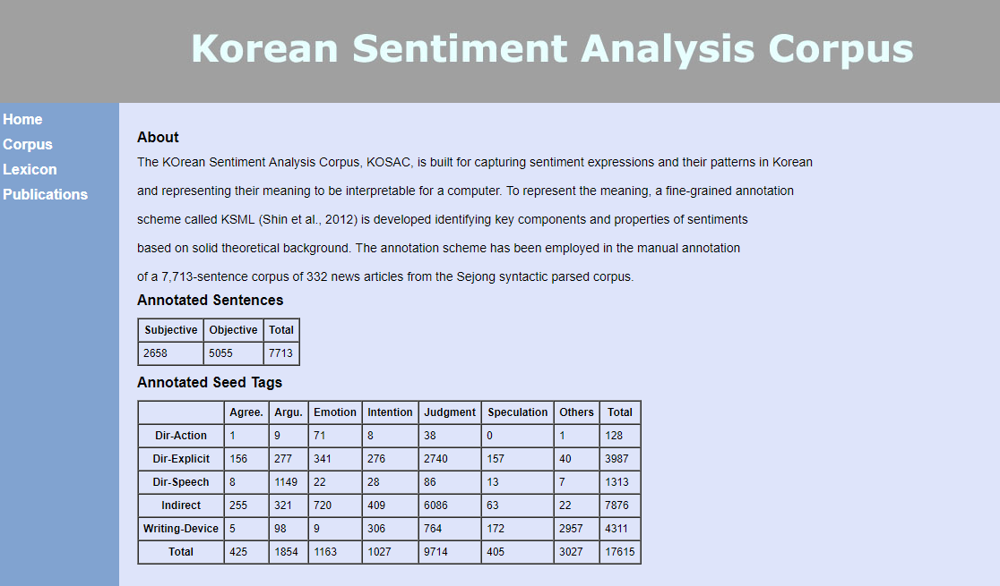 Korean Sentiment Analysis Corpus
Home
Corpus
Lexicon
Publications
About
The KOrean Sentiment Analysis Corpus, KOSAC, is built for capturing sentiment expressions and their patterns in Korean
and representing their meaning to be interpretable for a computer. To represent the meaning, a fine-grained annotation
scheme called KSML (Shin et al., 2012) is developed identifying key components and properties of sentiments
based on solid theoretical background. The annotation scheme has been employed in the manual annotation
of a 7,713-sentence corpus of 332 news articles from the Sejong syntactic parsed corpus.
Annotated Sentences
Subjective Objective Total
2658 5055 7713
Annotated Seed Tags
Agree. Argu. Emotion Intention Judgment Speculation Others Total
Dir-Action 1 9 71 8 38 0 1 128
Dir-Explicit 156 277 341 276 2740 157 40 3987
Dir-Speech 8 1149 22 28 86 13 7 1313
Indirect 255 321 720 409 6086 63 22 7876
Writing-Device 5 98 9 306 764 172 2957 4311
Total 425 1854 1163 1027 9714 405 3027 17615